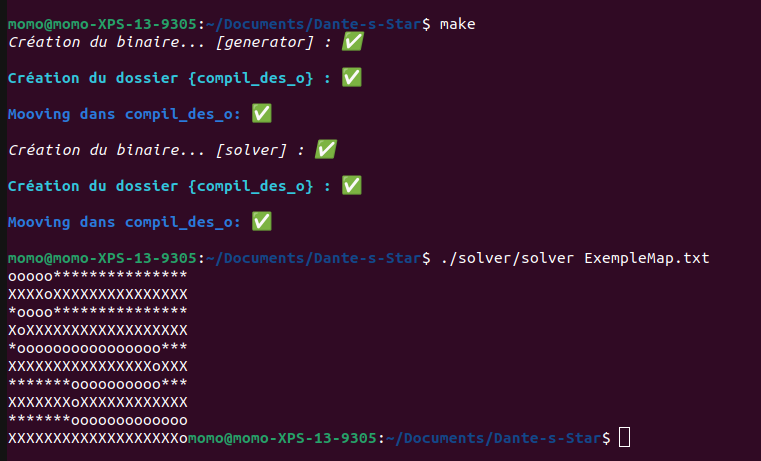 momo@momo-XPS-13-9305:~/Documents/Dante-s-Star$ make
Création du binaire... [generator] : ✅
Création du dossier {compil_des_o} : ✅
Mooving dans compil_des_o: ✅
Création du binaire... [solver] : ✅
Création du dossier {compil_des_o} : ✅
Mooving dans compil_des_o: ✅
momo@momo-XPS-13-9305:~/Documents/Dante-s-Star$ ./solver/solver ExempleMap.txt
ooooo***************
XXXXoXXXXXXXXXXXXXXX
*oooo***************
XoXXXXXXXXXXXXXXXXXX
*oooooooooooooooo***
XXXXXXXXXXXXXXXXoXXX
*******oooooooooo***
XXXXXXXoXXXXXXXXXXXX
*******ooooooooooooo
XXXXXXXXXXXXXXXXXXXomomo@momo-XPS-13-9305:~/Documents/Dante-s-Star$